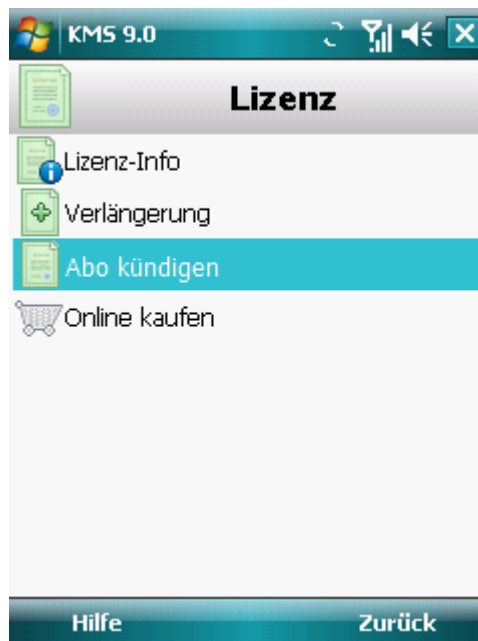 KMS 9.0
Lizenz
Lizenz-Info
Verlängerung
Abo kündigen
Online kaufen
Hilfe Zurück